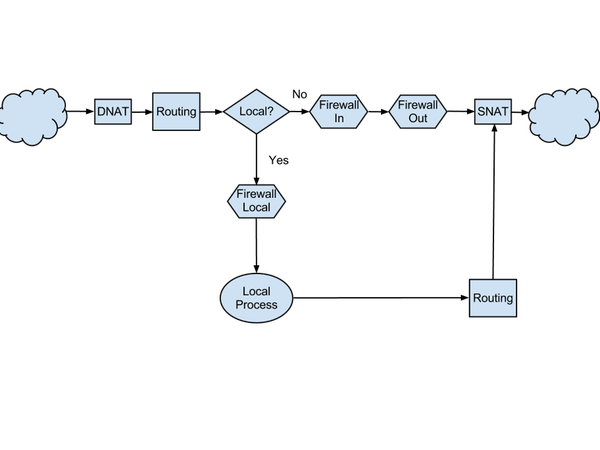 DNAT
Routing
Local?
No
Firewall
In
Firewall
Out
SNAT
Yes
Firewall
Local
Local
Process
Routing